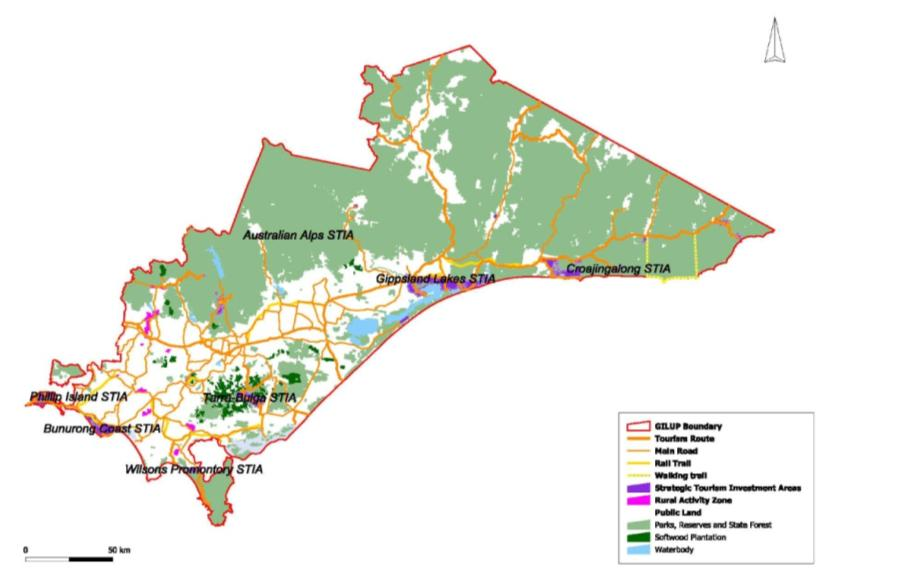 Australian Alps STIA
Gippsland Lakes STIA
Croajingalong STIA
Phillip Island STIA
Tarra-Bulga STIA
Bunurong Coast STIA
Wilsons Promontory STIA
0 50 km
GILUP Boundary
Tourism Route
Main Road
Rail Trail
Walking trail
Strategic Tourism Investment Areas
Rural Activity Zone
Public Land
Parks, Reserves and State Forest
Softwood Plantation
Waterbody